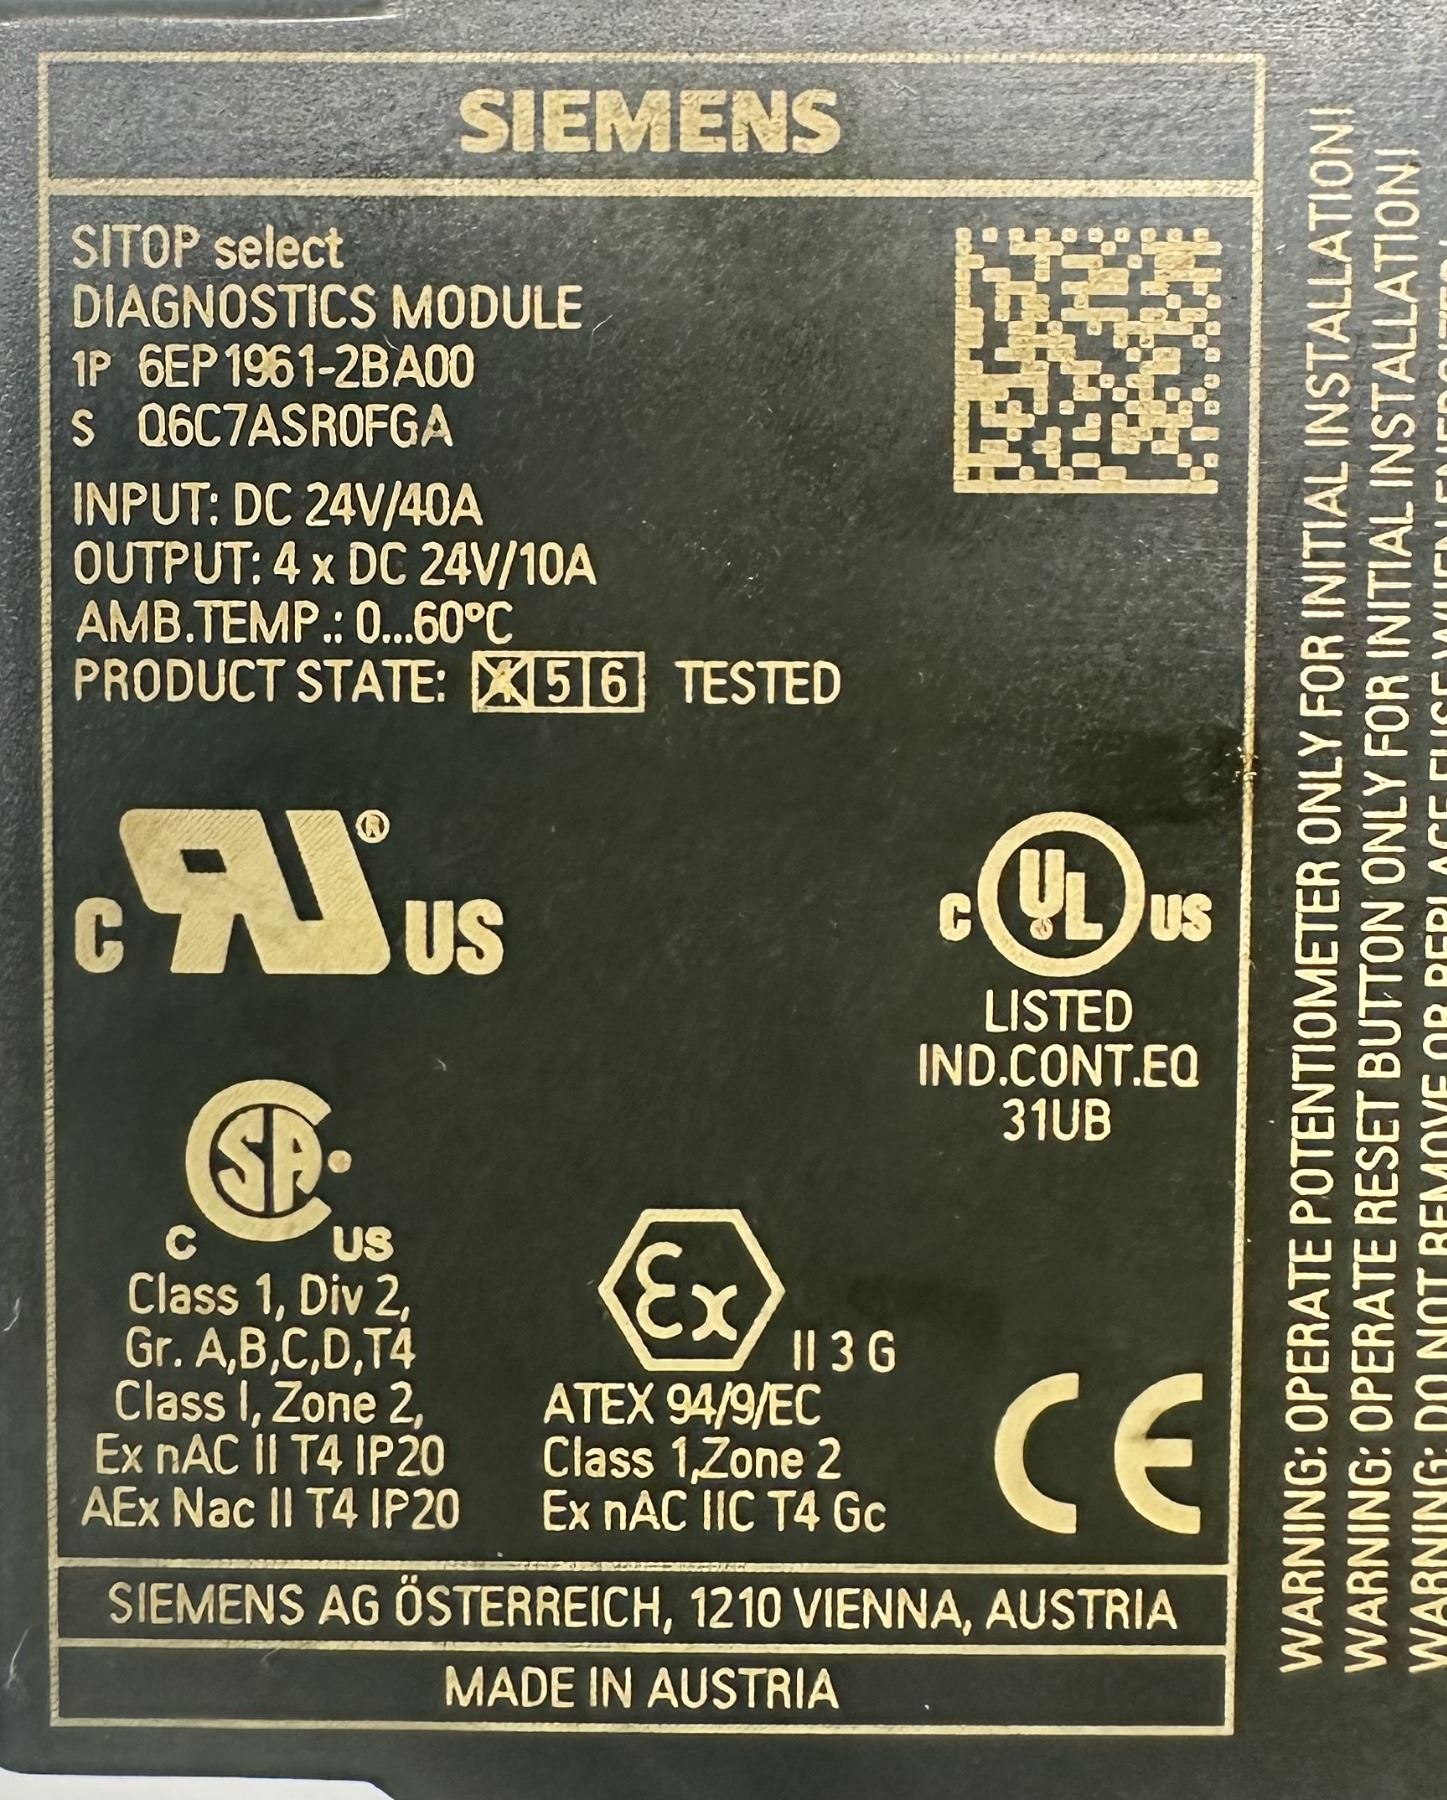 SIEMENS
SITOP select
DIAGNOSTICS MODULE
1P 6EP1961-2BA00
S Q6C7ASR0FGA
INPUT: DC 24V/40A
OUTPUT: 4 x DC 24V/10A
AMB.TEMP.: 0...60°C
PRODUCT STATE: 4 5 6 TESTED
C RU® US
C UL US
LISTED
IND.CONT.EQ
31UB
CSA
C US
Class 1, Div 2,
Gr. A,B,C,D,T4
Class I, Zone 2,
Ex nAC II T4 IP20
AEx Nac II T4 IP20
Ex II 3 G
ATEX 94/9/EC
Class 1,Zone 2
Ex nAC IIC T4 Gc
CE
SIEMENS AG ÖSTERREICH, 1210 VIENNA, AUSTRIA
MADE IN AUSTRIA
WARNING: OPERATE POTENTIOMETER ONLY FOR INITIAL INSTALLATION!
WARNING: OPERATE RESET BUTTON ONLY FOR INITIAL INSTALLATION!
WARNING: DO NOT REMOVE OR REPLACE FUSE WHEN